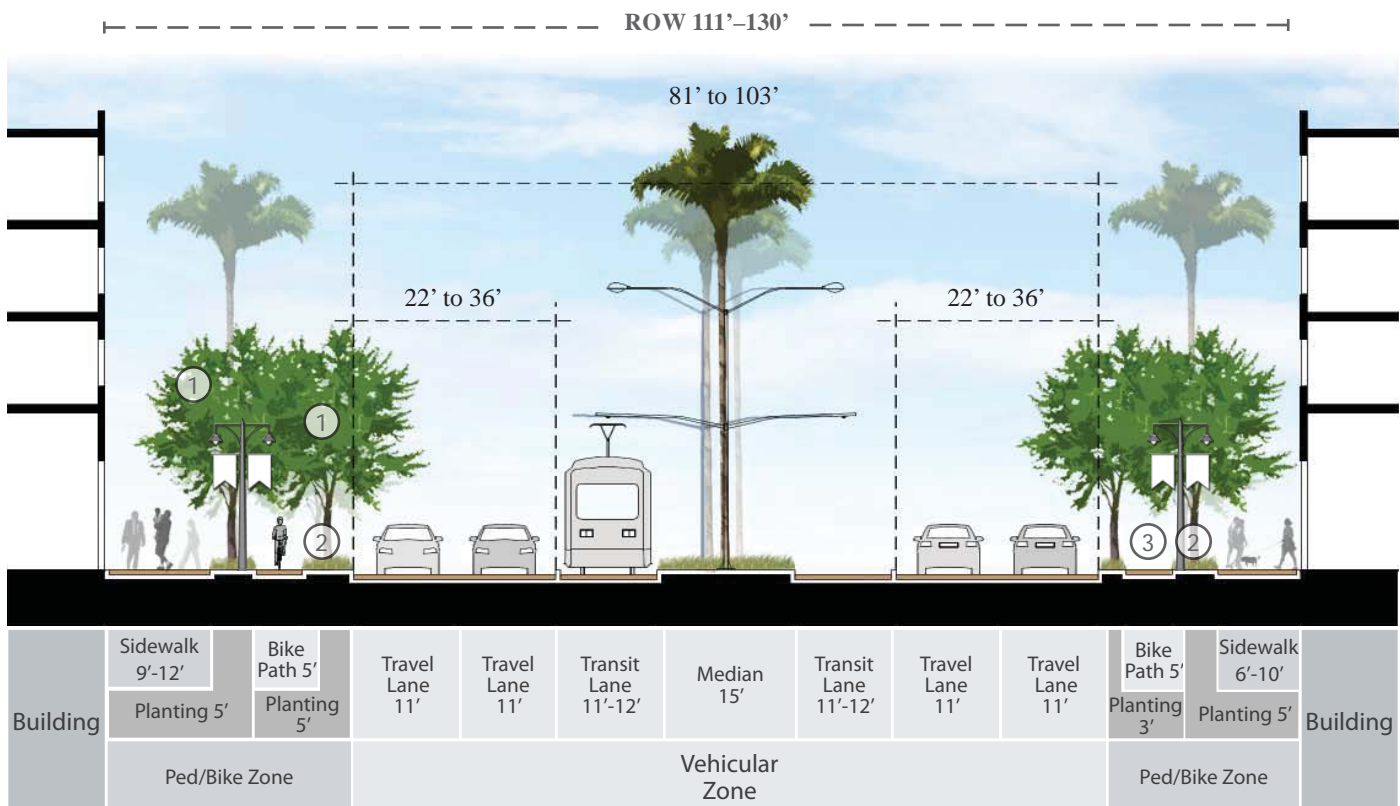 ROW 111’–130’
81’ to 103’
22’ to 36’
22’ to 36’
1
1
2
3
2
Building
Sidewalk
9’-12’
Planting 5’
Bike
Path 5’
Planting
5’
Travel
Lane
11’
Travel
Lane
11’
Transit
Lane
11’-12’
Median
15’
Transit
Lane
11’-12’
Travel
Lane
11’
Travel
Lane
11’
Bike
Path 5’
Planting
3’
Sidewalk
6’-10’
Planting 5’
Building
Ped/Bike Zone
Vehicular
Zone
Ped/Bike Zone